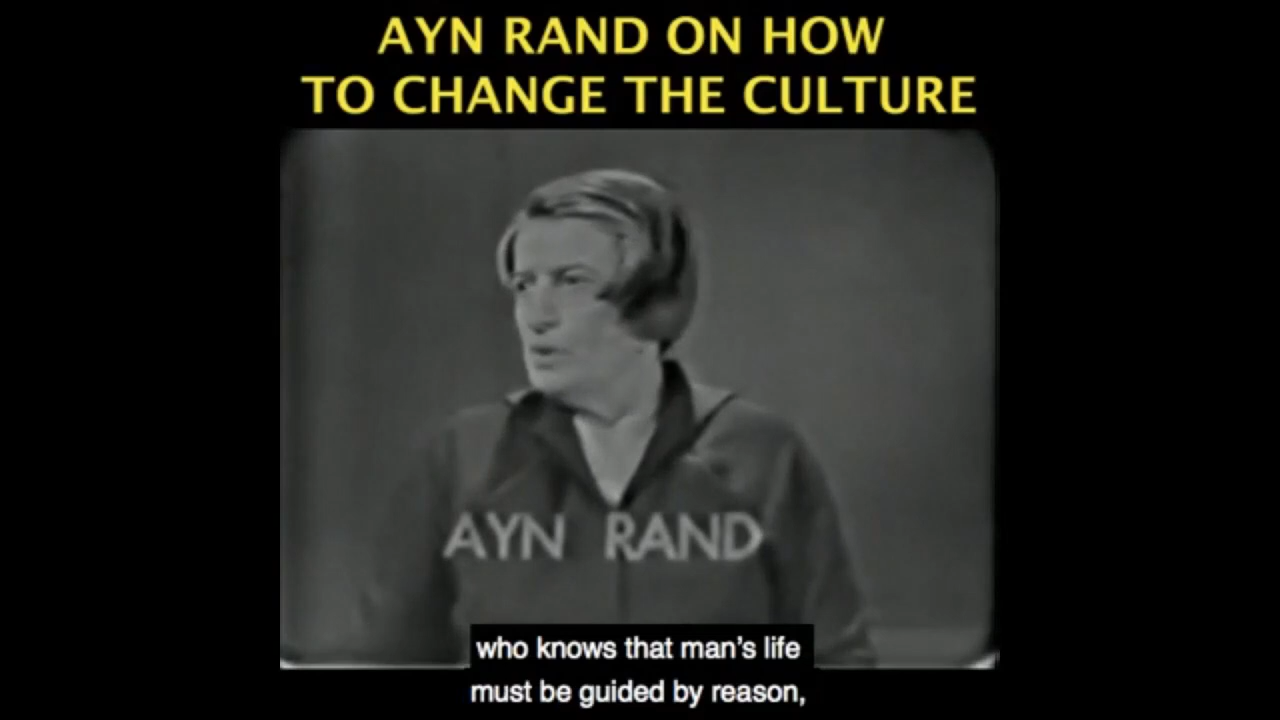 AYN RAND ON HOW
TO CHANGE THE CULTURE
AYN RAND
who knows that man’s life
must be guided by reason,